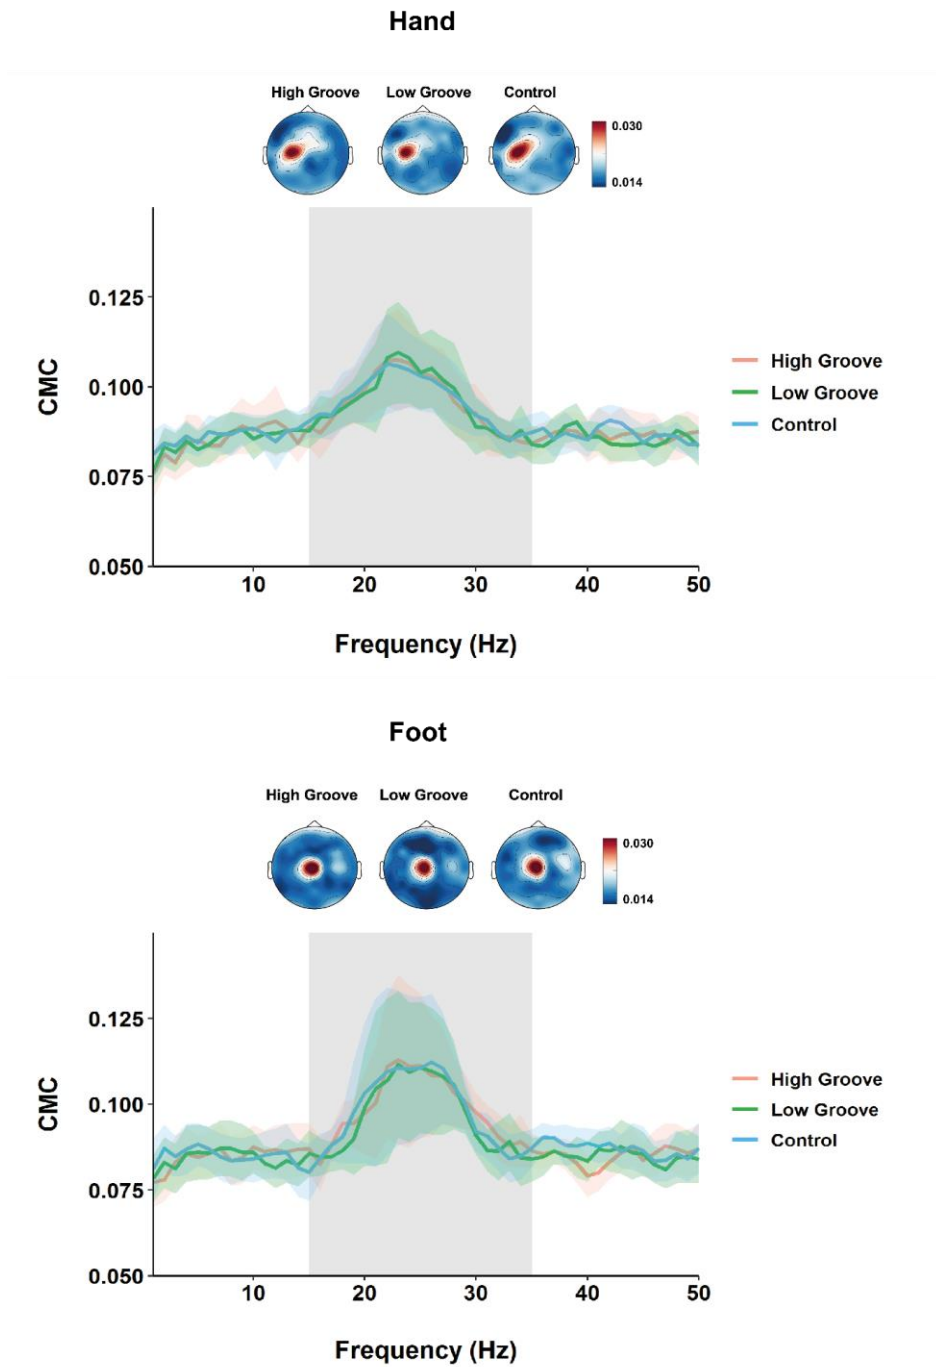 Hand
High Groove Low Groove Control
0.030
0.014
0.125
0.100
0.075
0.050
CMC
High Groove
Low Groove
Control
10 20 30 40 50
Frequency (Hz)
Foot
High Groove Low Groove Control
0.030
0.014
0.125
0.100
0.075
0.050
CMC
High Groove
Low Groove
Control
10 20 30 40 50
Frequency (Hz)